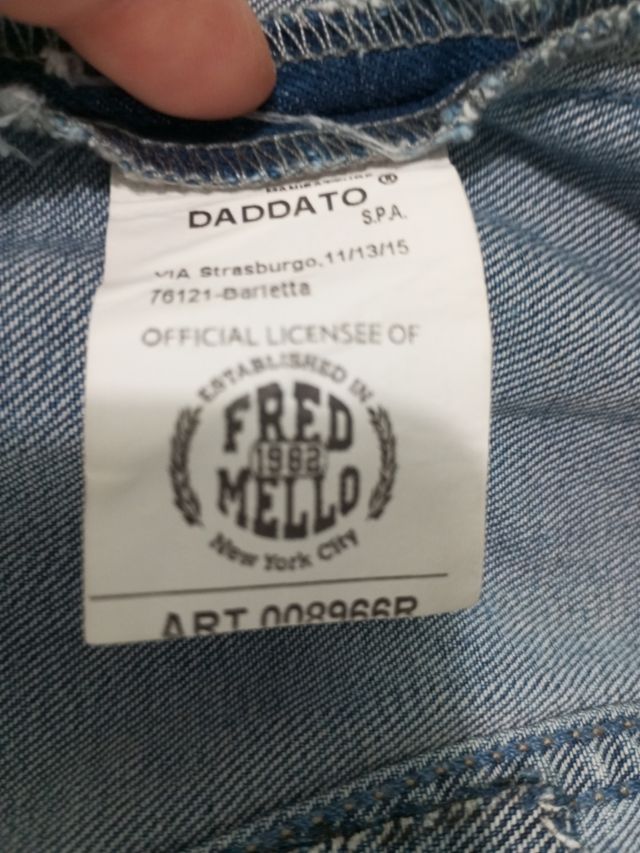 DADDATO ®
S.P.A.
VIA Strasburgo.11/13/15
76121-Barletta
OFFICIAL LICENSEE OF
ESTABLISHED IN
FRED
1982
MELLO
New York City
ART 008966R